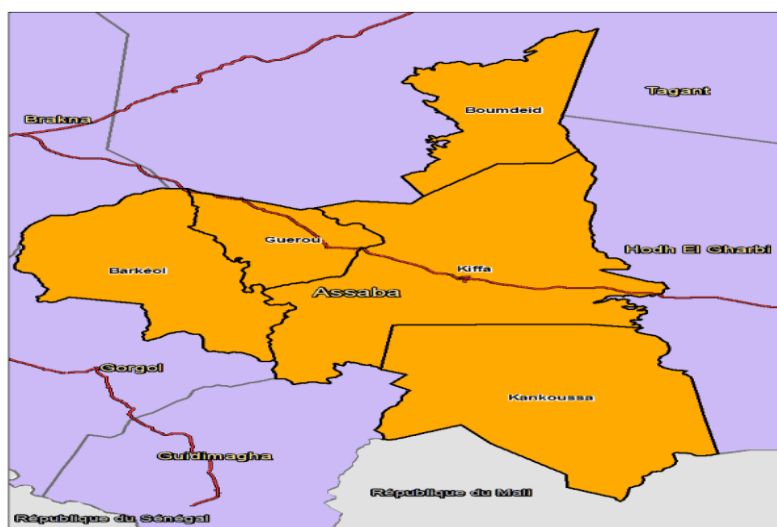 Boumdeid
Tagant
Brakna
Guerou
Hodh El Gharbi
Barkéol
Kiffa
Assaba
Gorgol
Kankoussa
Guidimagha
République du Mali
République du Sénégal